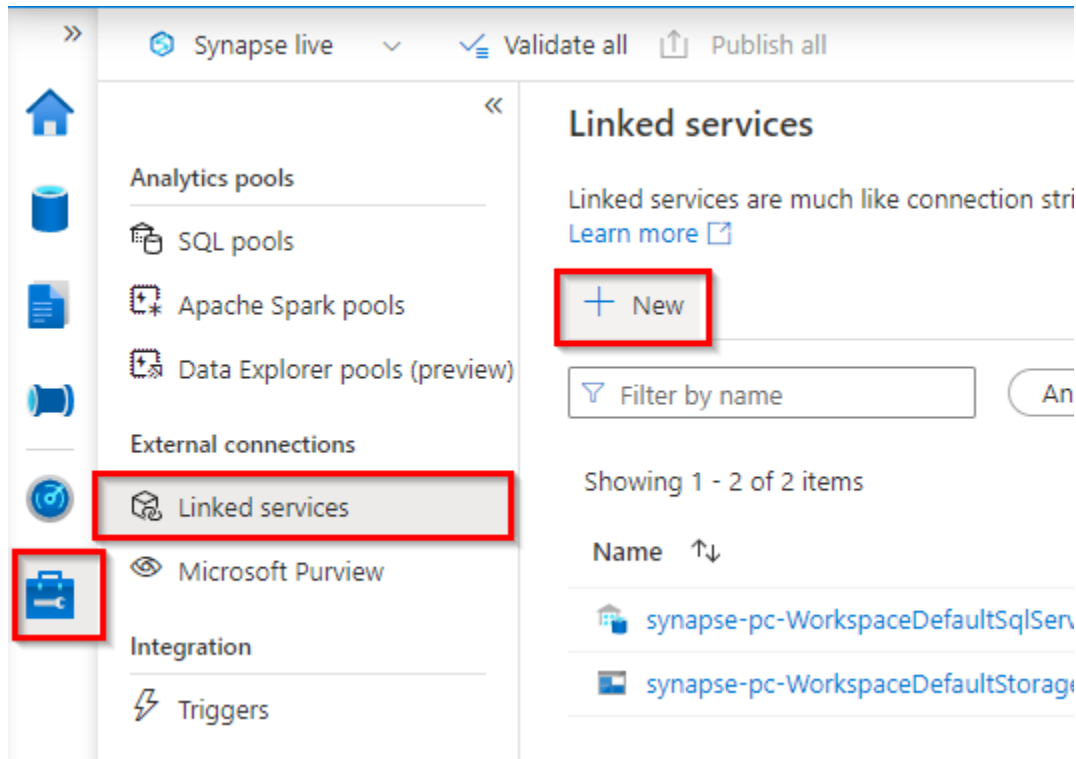 Synapse live
Validate all
Publish all
Analytics pools
SQL pools
Apache Spark pools
Data Explorer pools (preview)
External connections
Linked services
Microsoft Purview
Integration
Triggers
Linked services
Linked services are much like connection stri
Learn more
New
Filter by name
An
Showing 1 - 2 of 2 items
Name
synapse-pc-WorkspaceDefaultSqlServ
synapse-pc-WorkspaceDefaultStorage